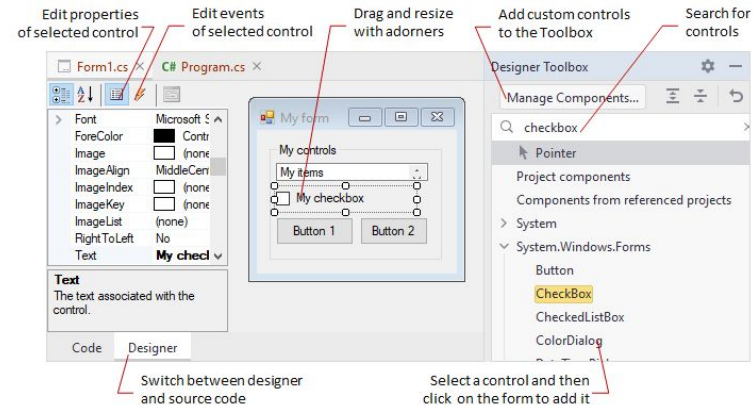 Edit properties
of selected control
Edit events
of selected control
Drag and resize
with adorners
Add custom controls
to the Toolbox
Search for
controls
Form1.cs
C# Program.cs
Designer Toolbox
Manage Components...
checkbox
Pointer
Project components
Components from referenced projects
System
System.Windows.Forms
Button
CheckBox
CheckedListBox
ColorDialog
Font Microsoft S
ForeColor Contr
Image (none
ImageAlign MiddleCen
ImageIndex (none
ImageKey (none
ImageList (none)
RightToLeft No
Text My checl
Text
The text associated with the
control.
My form
My controls
My items
My checkbox
Button 1 Button 2
Code Designer
Switch between designer
and source code
Select a control and then
click on the form to add it